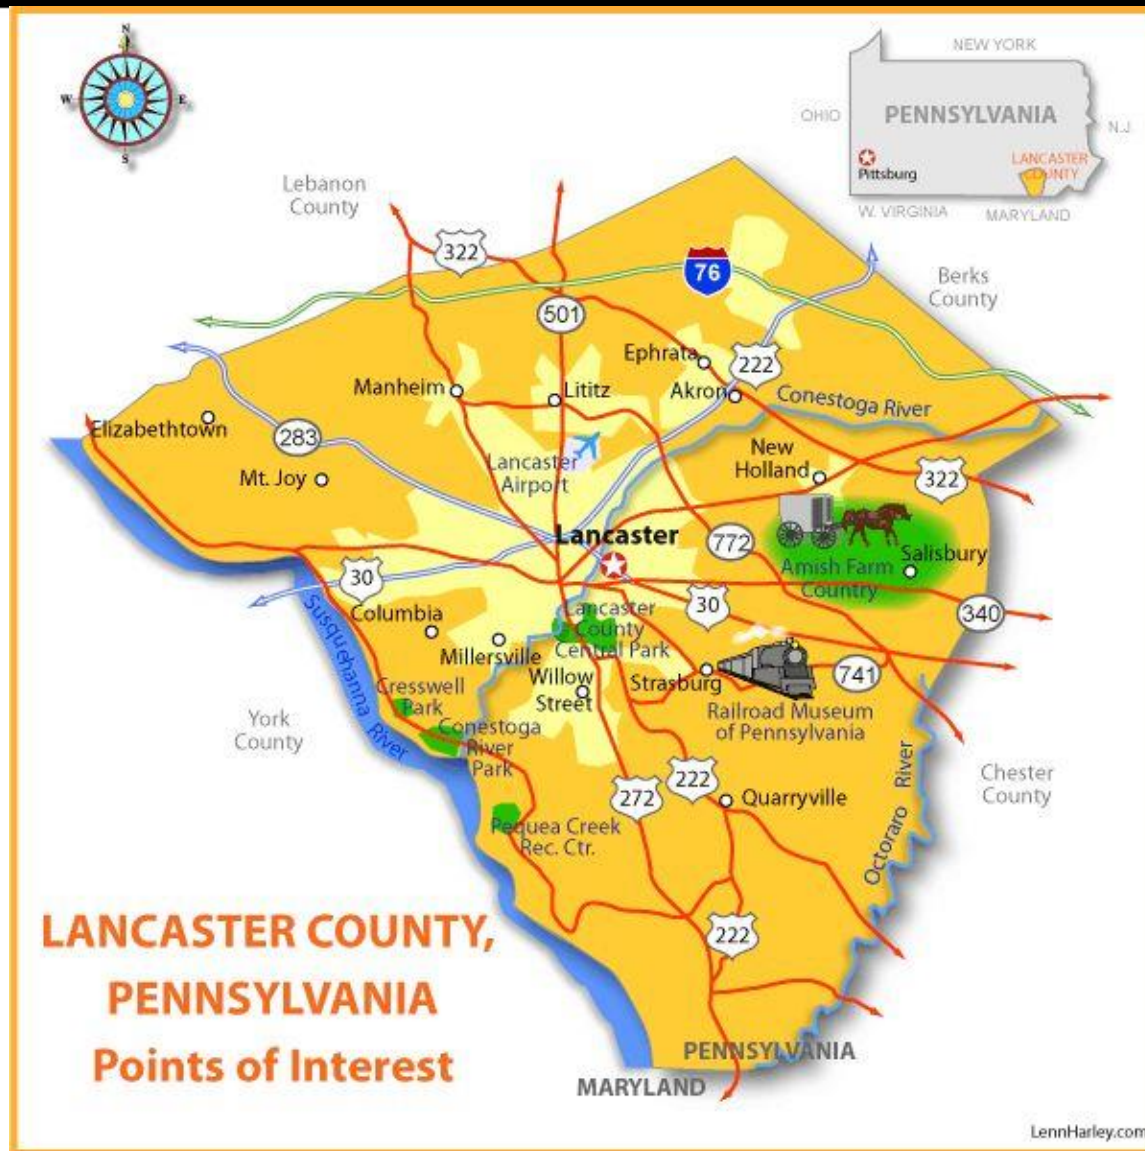 N
W
E
S
NEW YORK
OHIO
PENNSYLVANIA
N.J.
Pittsburg
LANCASTER
COUNTY
W. VIRGINIA
MARYLAND
Lebanon
County
322
76
Berks
County
501
Ephrata
222
Manheim
Lititz
Akron
Conestoga River
Elizabethtown
283
Lancaster
Airport
New
Holland
Mt. Joy
322
Lancaster
772
Salisbury
Amish Farm
Country
30
30
340
Columbia
Lancaster
County
Central Park
Susquehanna River
Millersville
Willow
Street
Strasburg
741
Cresswell
Park
Railroad Museum
of Pennsylvania
York
County
Conestoga
River
Park
Octoraro River
Chester
County
272
222
Quarryville
Pequea Creek
Rec. Ctr.
222
LANCASTER COUNTY,
PENNSYLVANIA
Points of Interest
PENNSYLVANIA
MARYLAND
LennHarley.com